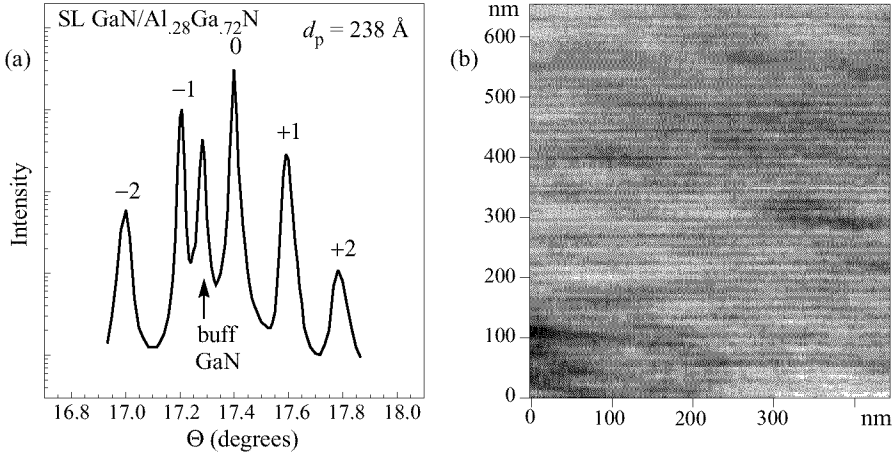 (a)
SL GaN/Al.28Ga.72N
dp = 238 Å
Intensity
−2
−1
0
+1
+2
buff
GaN
16.8 17.0 17.2 17.4 17.6 17.8 18.0
Θ (degrees)
(b)
nm
600
500
400
300
200
100
0
0 100 200 300 nm